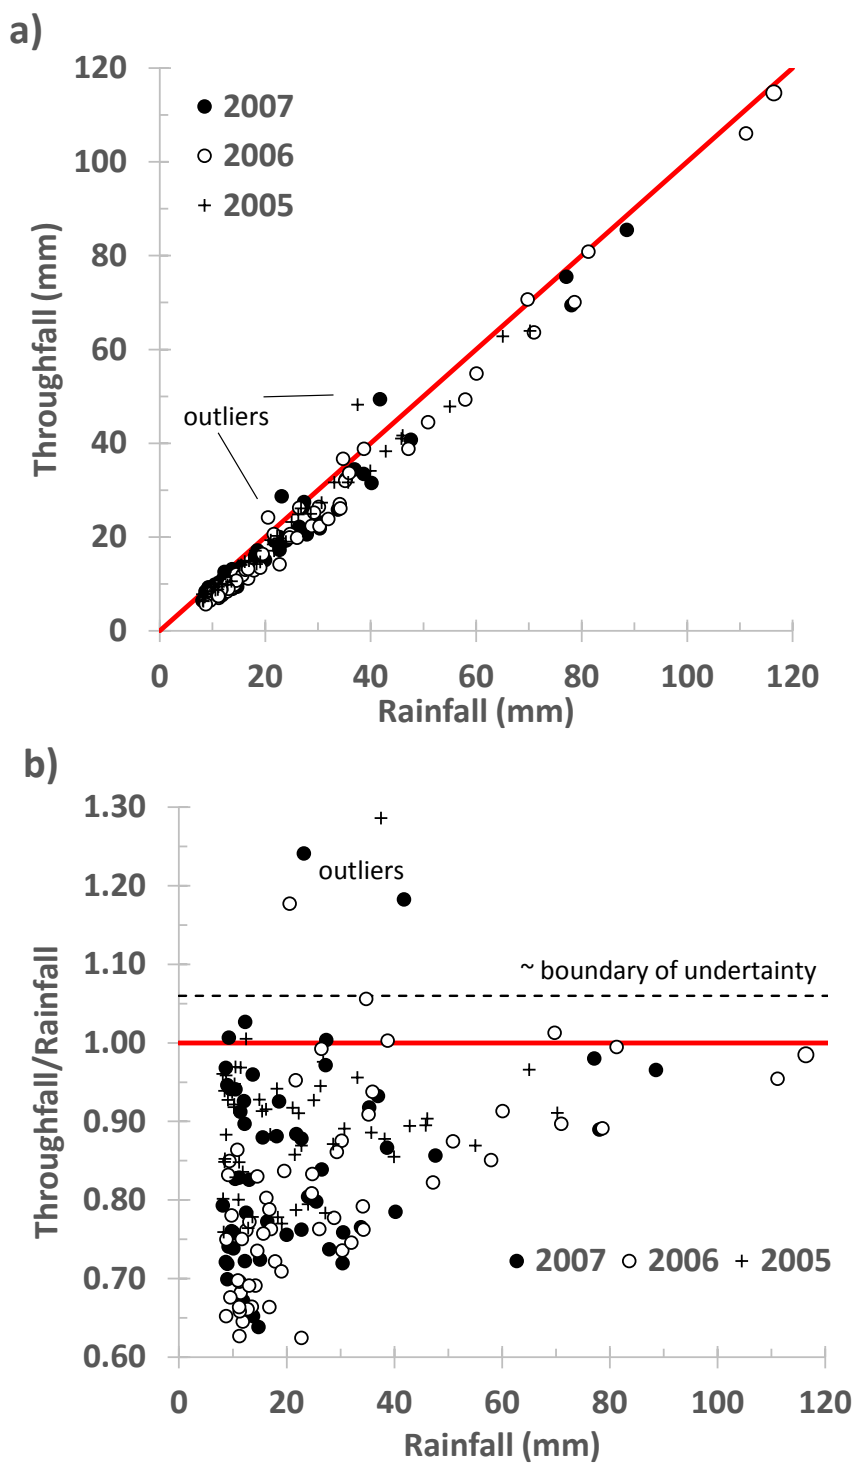 a)
120
100
80
60
40
20
0
Throughfall (mm)
2007
2006
2005
outliers
0 20 40 60 80 100 120
Rainfall (mm)
b)
1.30
1.20
1.10
1.00
0.90
0.80
0.70
0.60
Throughfall/Rainfall
outliers
~ boundary of undertainty
2007 2006 2005
0 20 40 60 80 100 120
Rainfall (mm)